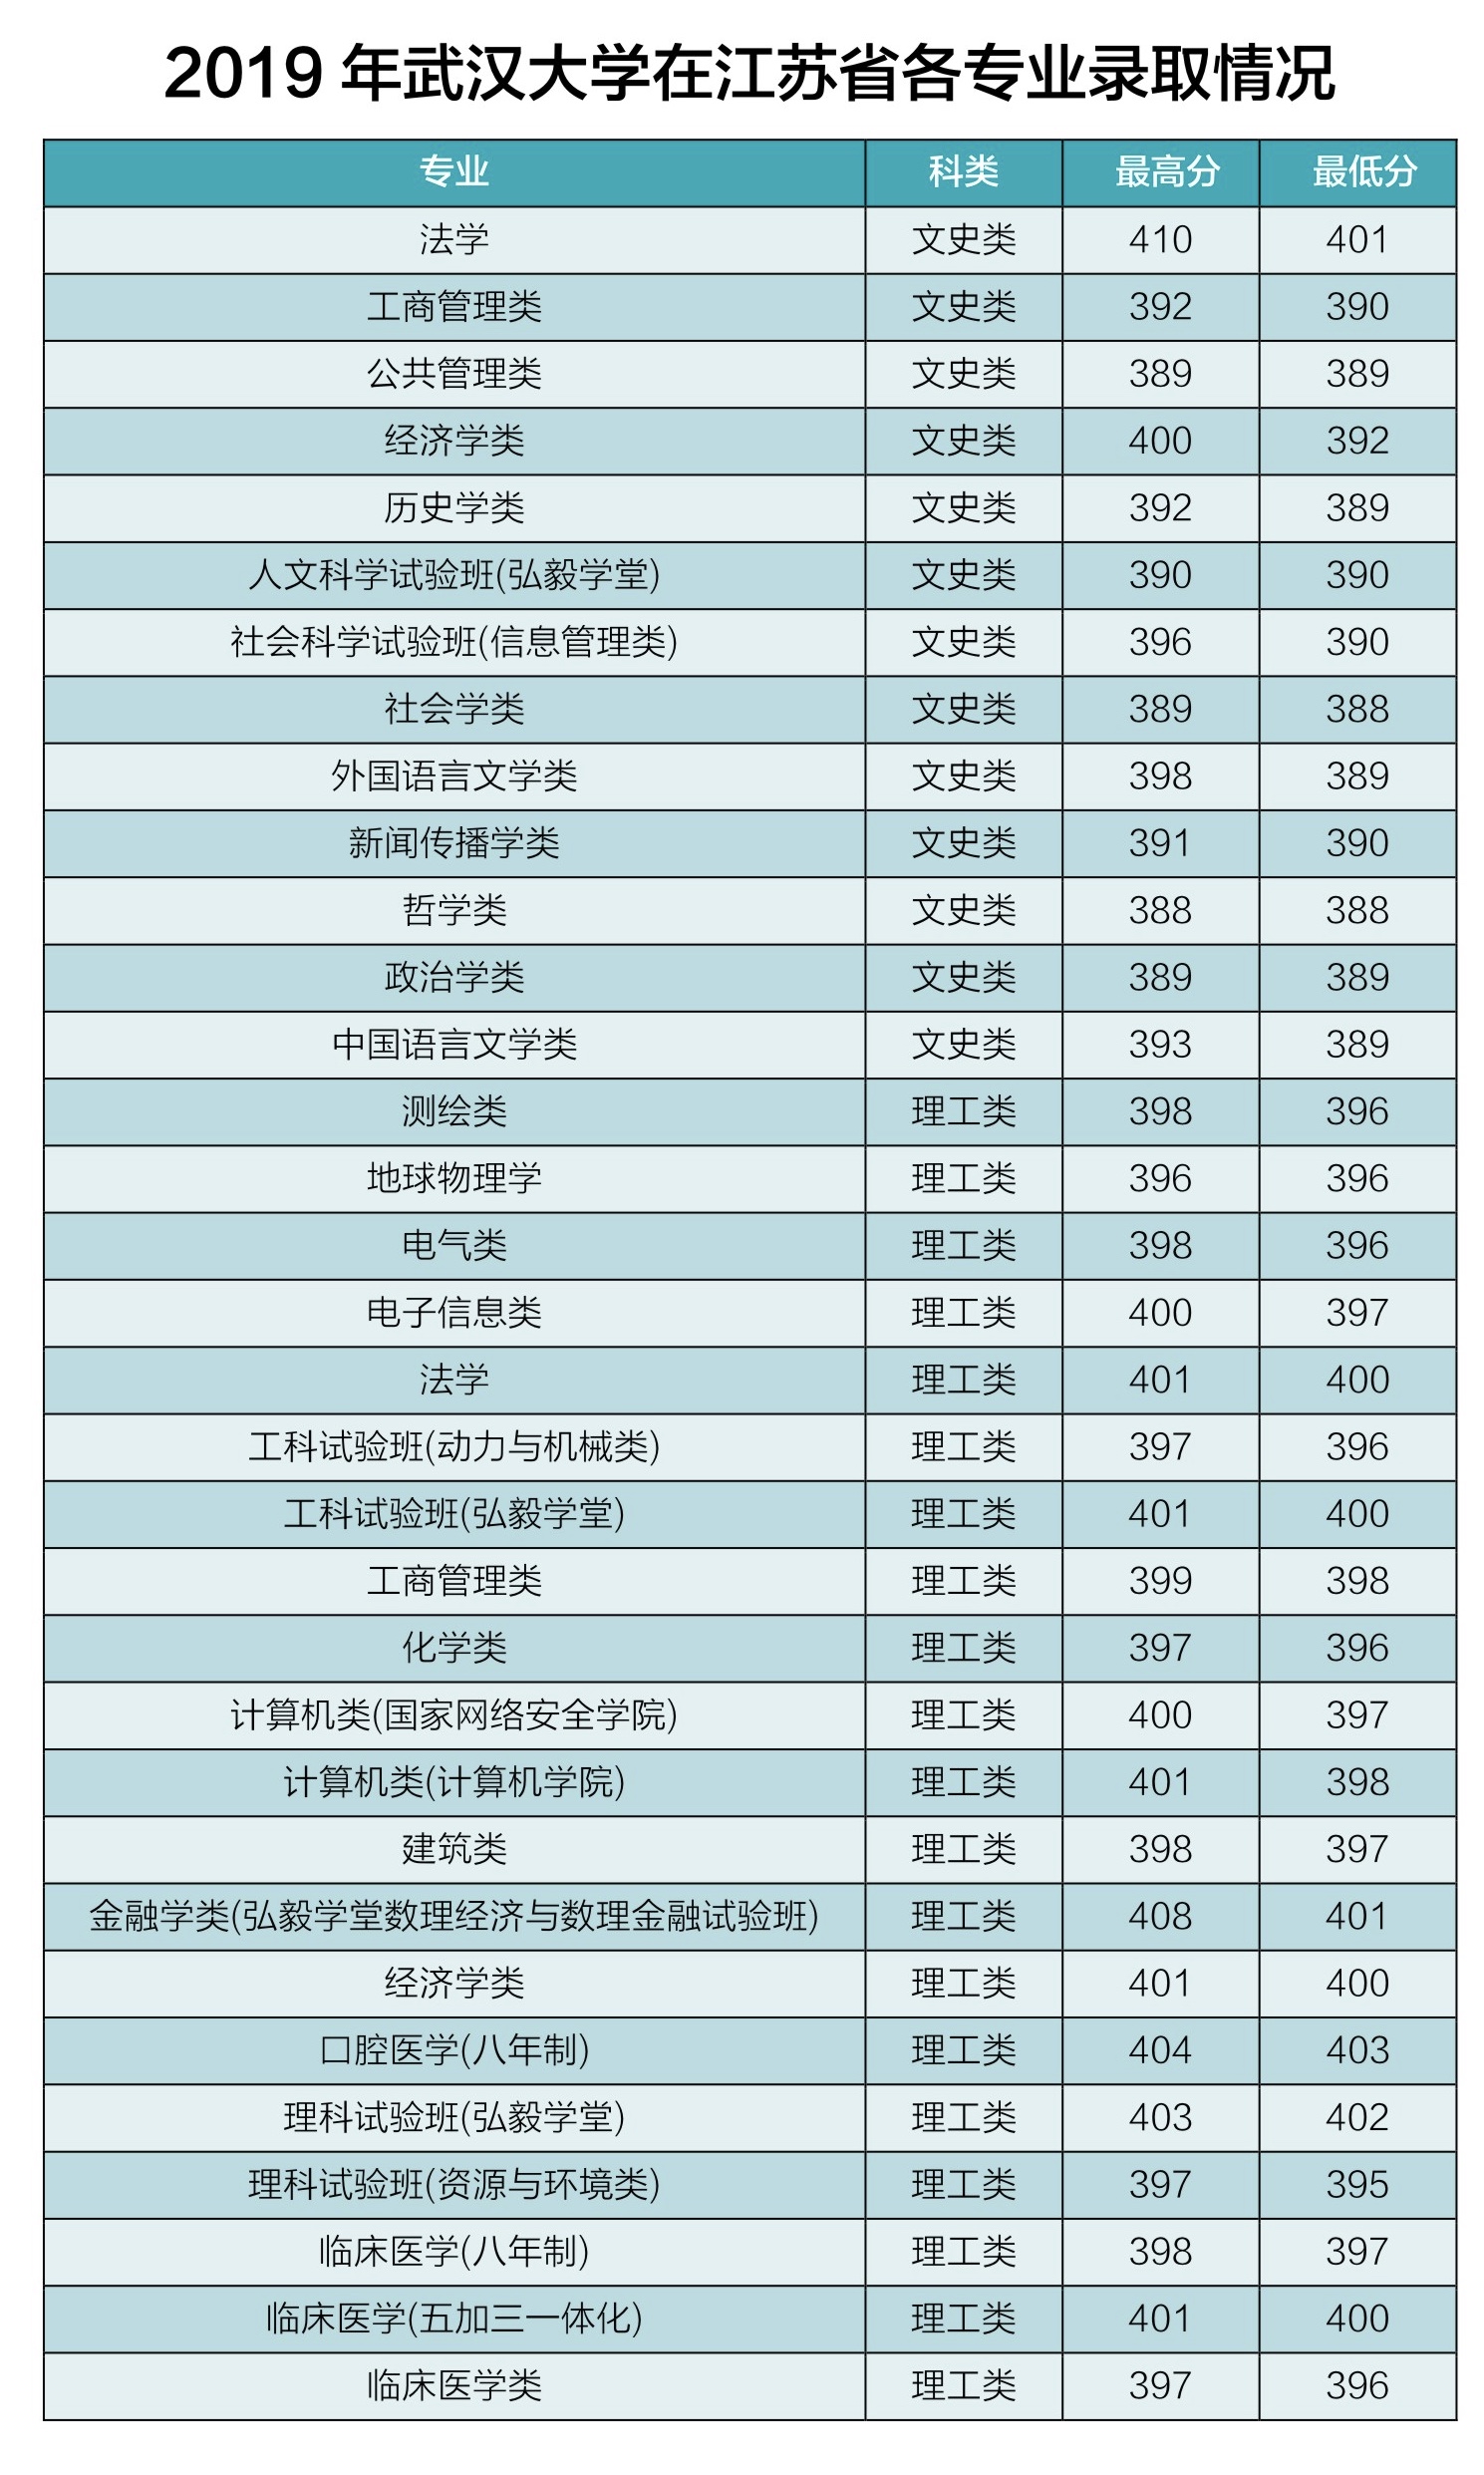 2019 年武汉大学在江苏省各专业录取情况
专业 科类 最高分 最低分
法学 文史类 410 401
工商管理类 文史类 392 390
公共管理类 文史类 389 389
经济学类 文史类 400 392
历史学类 文史类 392 389
人文科学试验班(弘毅学堂) 文史类 390 390
社会科学试验班(信息管理类) 文史类 396 390
社会学类 文史类 389 388
外国语言文学类 文史类 398 389
新闻传播学类 文史类 391 390
哲学类 文史类 388 388
政治学类 文史类 389 389
中国语言文学类 文史类 393 389
测绘类 理工类 398 396
地球物理学 理工类 396 396
电气类 理工类 398 396
电子信息类 理工类 400 397
法学 理工类 401 400
工科试验班(动力与机械类) 理工类 397 396
工科试验班(弘毅学堂) 理工类 401 400
工商管理类 理工类 399 398
化学类 理工类 397 396
计算机类(国家网络安全学院) 理工类 400 397
计算机类(计算机学院) 理工类 401 398
建筑类 理工类 398 397
金融学类(弘毅学堂数理经济与数理金融试验班) 理工类 408 401
经济学类 理工类 401 400
口腔医学(八年制) 理工类 404 403
理科试验班(弘毅学堂) 理工类 403 402
理科试验班(资源与环境类) 理工类 397 395
临床医学(八年制) 理工类 398 397
临床医学(五加三一体化) 理工类 401 400
临床医学类 理工类 397 396